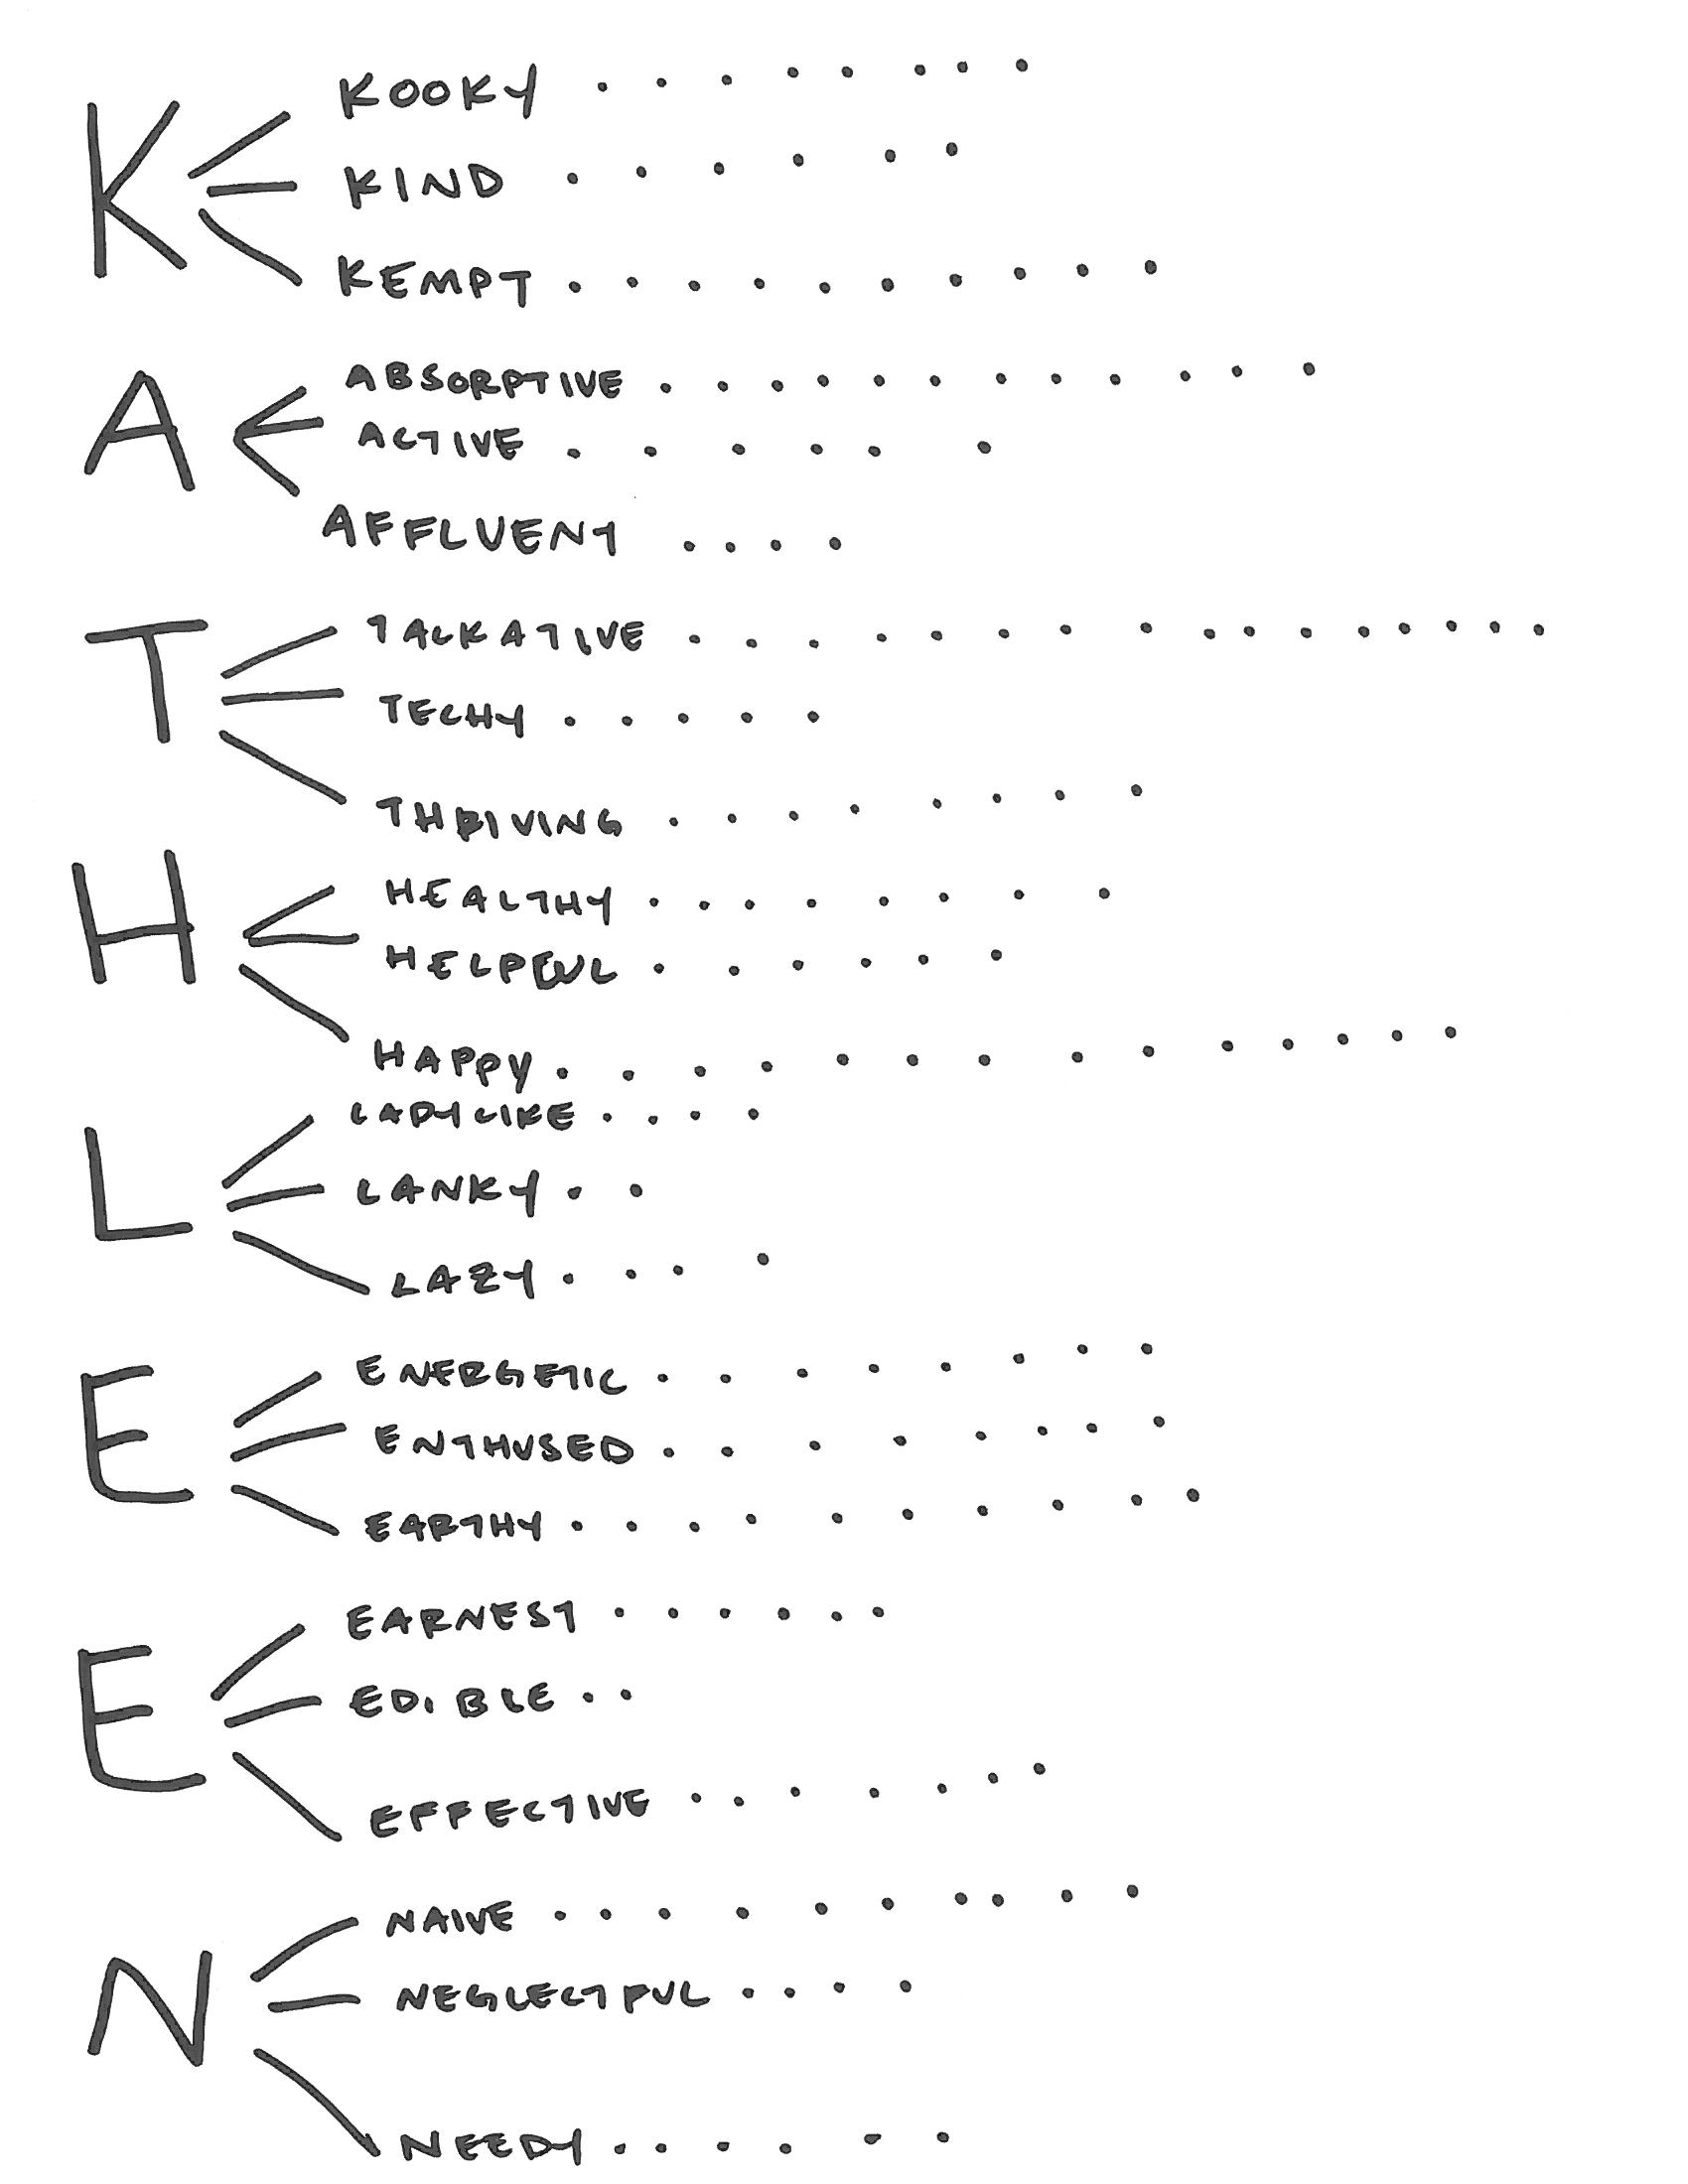 K
KOOKY
KIND
KEMPT
A
ABSORPTIVE
ACTIVE
AFFLUENT
T
TALKATIVE
TECHY
THRIVING
H
HEALTHY
HELPFUL
HAPPY
L
LADYLIKE
LANKY
LAZY
E
ENERGETIC
ENTHUSED
EARTHY
E
EARNEST
EDIBLE
EFFECTIVE
N
NAIVE
NEGLECTFUL
NEEDY